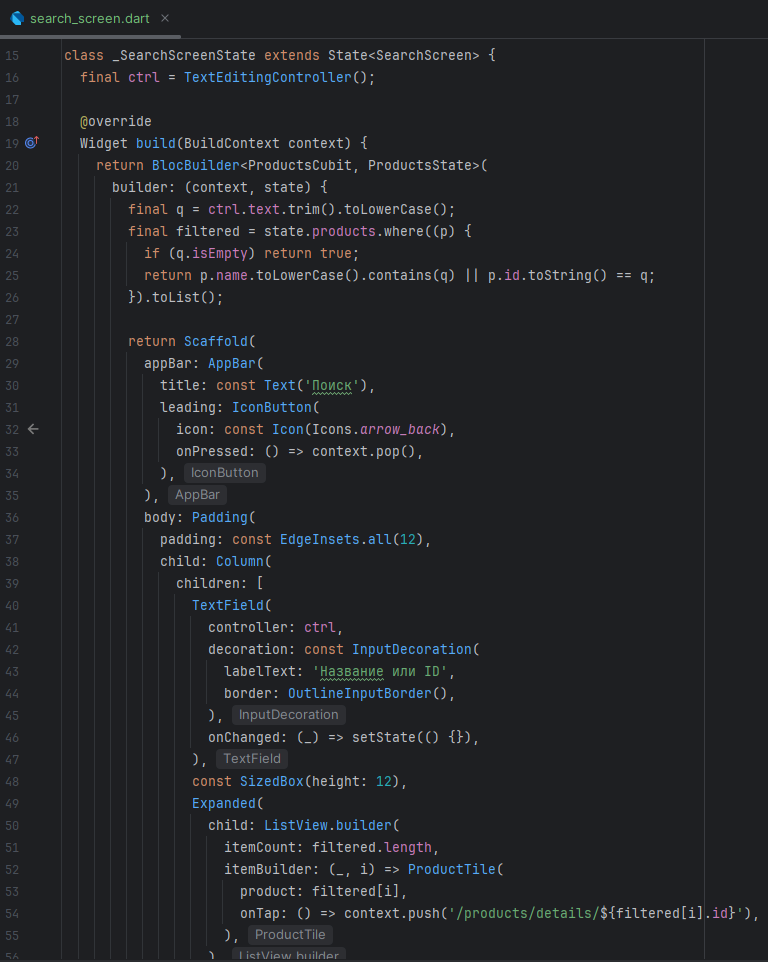 search_screen.dart ×
15 class _SearchScreenState extends State<SearchScreen> {
16   final ctrl = TextEditingController();
17
18   @override
19   Widget build(BuildContext context) {
20     return BlocBuilder<ProductsCubit, ProductsState>(
21       builder: (context, state) {
22         final q = ctrl.text.trim().toLowerCase();
23         final filtered = state.products.where((p) {
24           if (q.isEmpty) return true;
25           return p.name.toLowerCase().contains(q) || p.id.toString() == q;
26         }).toList();
27
28         return Scaffold(
29           appBar: AppBar(
30             title: const Text('Поиск'),
31             leading: IconButton(
32               icon: const Icon(Icons.arrow_back),
33               onPressed: () => context.pop(),
34             ), IconButton
35           ), AppBar
36           body: Padding(
37             padding: const EdgeInsets.all(12),
38             child: Column(
39               children: [
40                 TextField(
41                   controller: ctrl,
42                   decoration: const InputDecoration(
43                     labelText: 'Название или ID',
44                     border: OutlineInputBorder(),
45                   ), InputDecoration
46                   onChanged: (_) => setState(() {}),
47                 ), TextField
48                 const SizedBox(height: 12),
49                 Expanded(
50                   child: ListView.builder(
51                     itemCount: filtered.length,
52                     itemBuilder: (_, i) => ProductTile(
53                       product: filtered[i],
54                       onTap: () => context.push('/products/details/${filtered[i].id}'),
55                     ), ProductTile
56                   ), ListView.builder